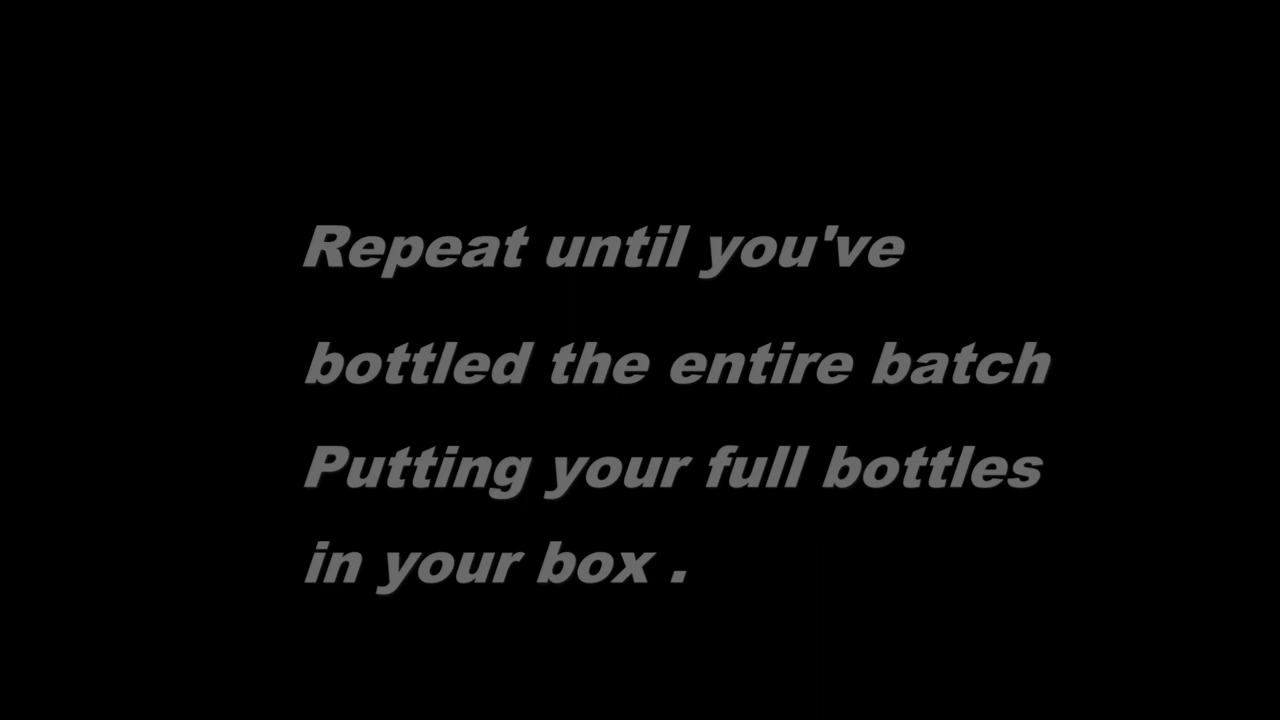 Repeat until you've
bottled the entire batch
Putting your full bottles
in your box .